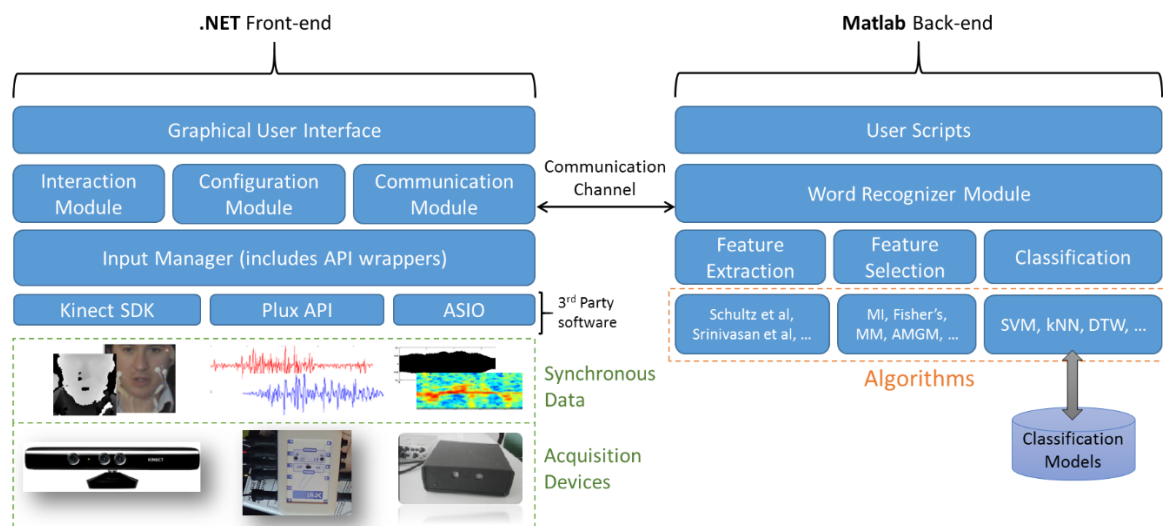 .NET Front-end
Matlab Back-end
Graphical User Interface
Interaction
Module
Configuration
Module
Communication
Module
Input Manager (includes API wrappers)
Kinect SDK
Plux API
ASIO
3rd Party
software
Synchronous
Data
Acquisition
Devices
KINECT
Communication
Channel
User Scripts
Word Recognizer Module
Feature
Extraction
Feature
Selection
Classification
Schultz et al,
Srinivasan et al, ...
MI, Fisher's,
MM, AMGM, ...
SVM, kNN, DTW, ...
Algorithms
Classification
Models